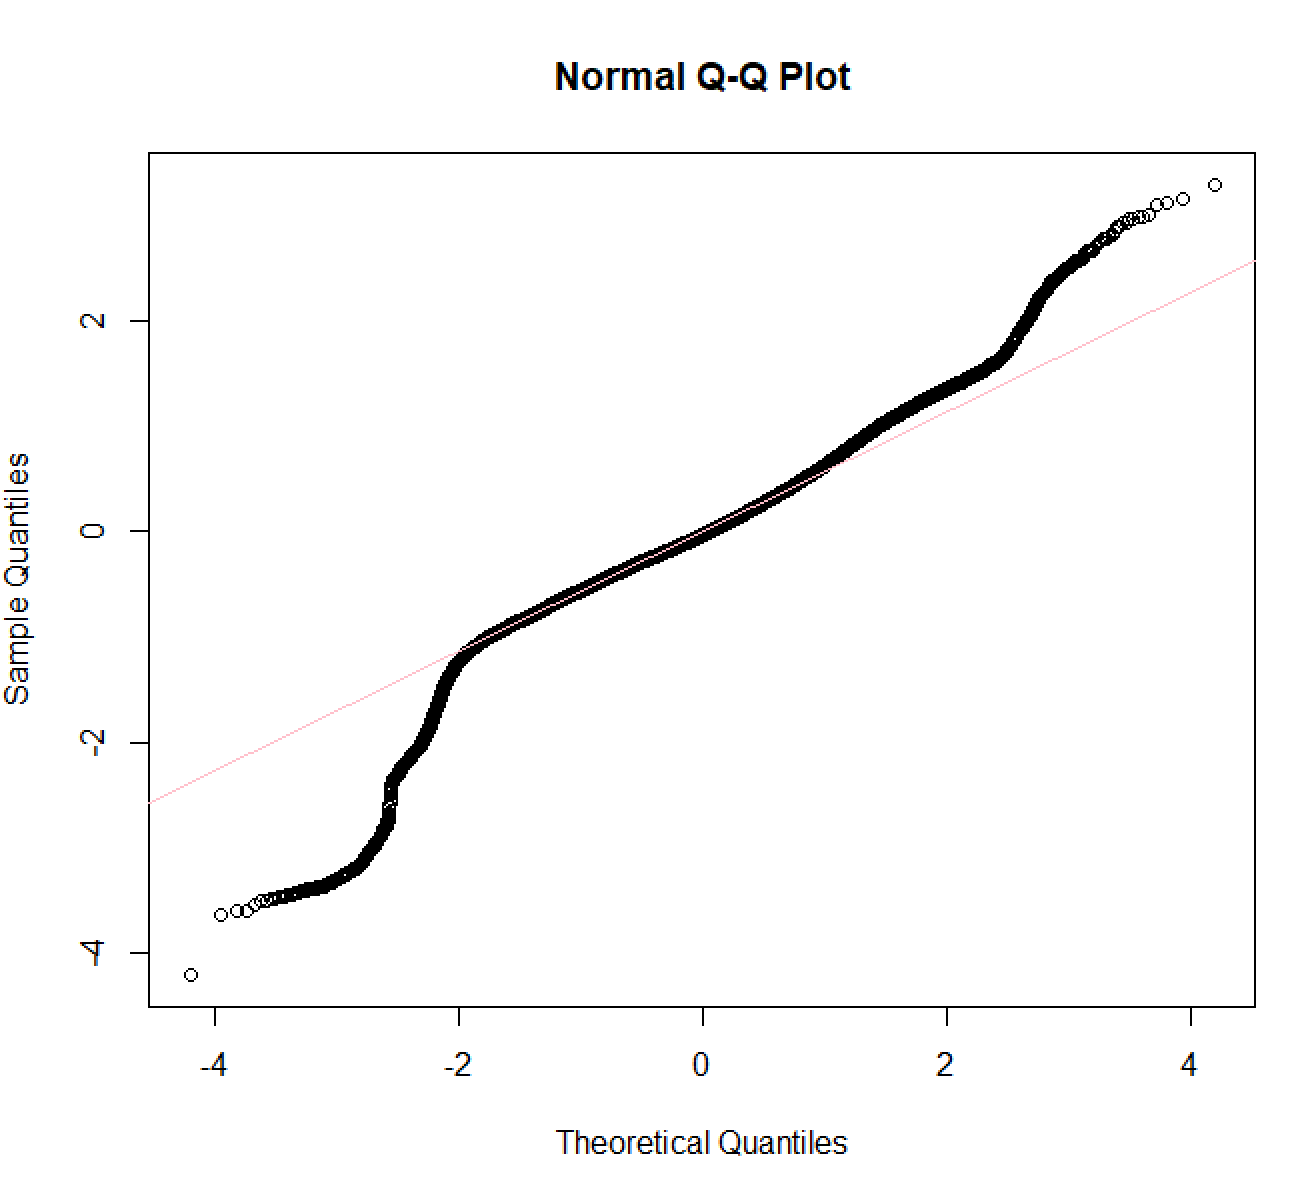 Normal Q-Q Plot
Sample Quantiles
2
0
-2
-4
-4 -2 0 2 4
Theoretical Quantiles